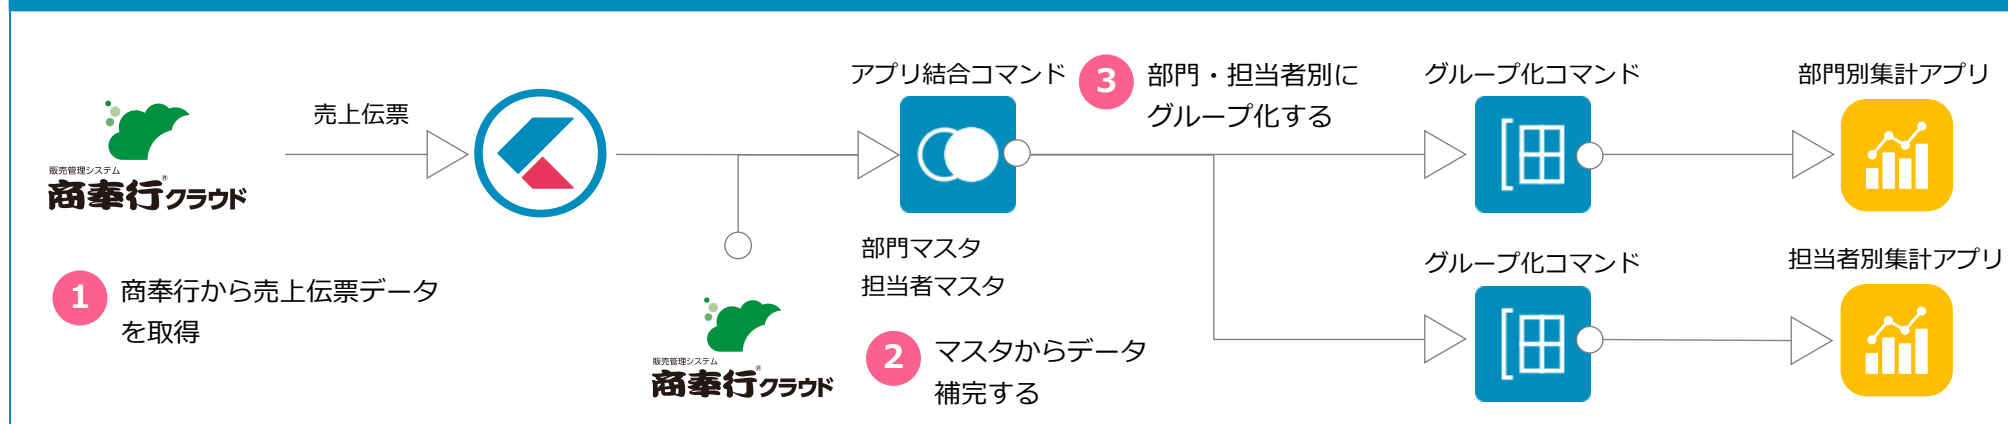 売上伝票
販売管理システム
商奉行®クラウド
1
商奉行から売上伝票データ
を取得
アプリ結合コマンド
部門マスタ
担当者マスタ
販売管理システム
商奉行®クラウド
2
マスタからデータ
補完する
3
部門・担当者別に
グループ化する
グループ化コマンド
部門別集計アプリ
グループ化コマンド
担当者別集計アプリ